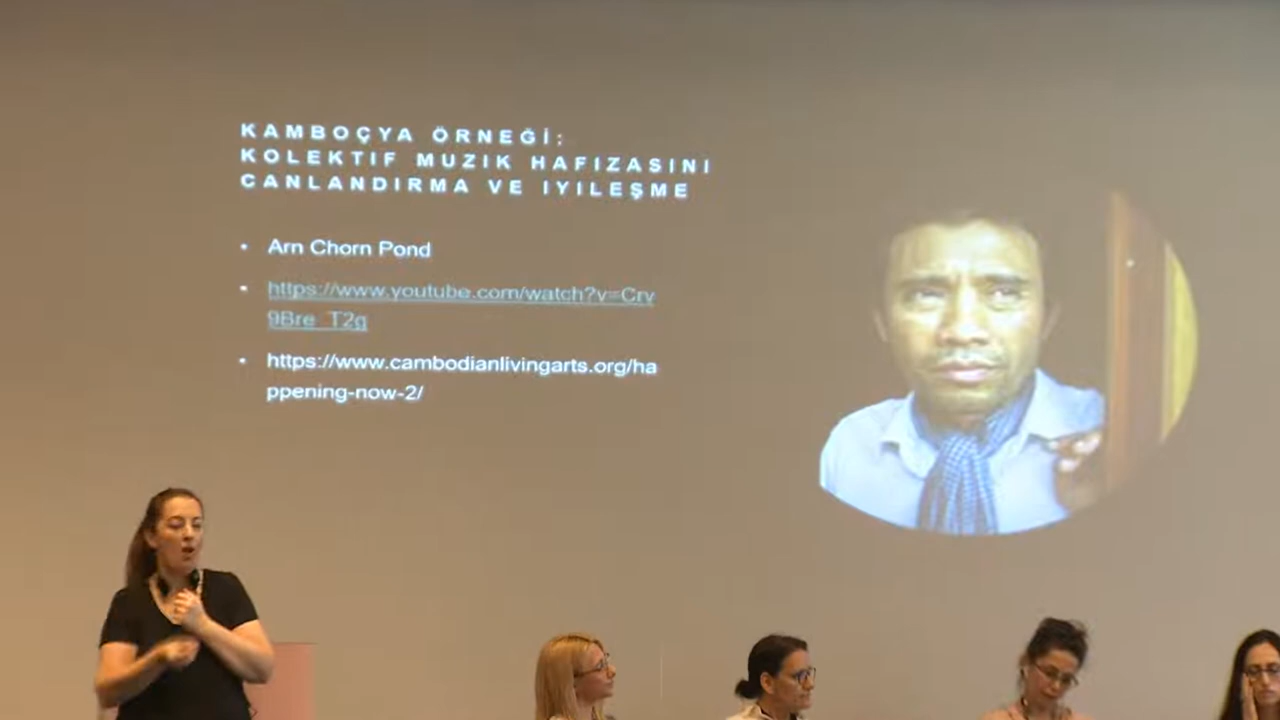 KAMBOÇYA ÖRNEĞİ:
KOLEKTIF MUZIK HAFIZASINI
CANLANDIRMA VE IYILEŞME
• Arn Chorn Pond
• https://www.youtube.com/watch?v=Crv
9Bre_T2g
• https://www.cambodianlivingarts.org/ha
ppening-now-2/